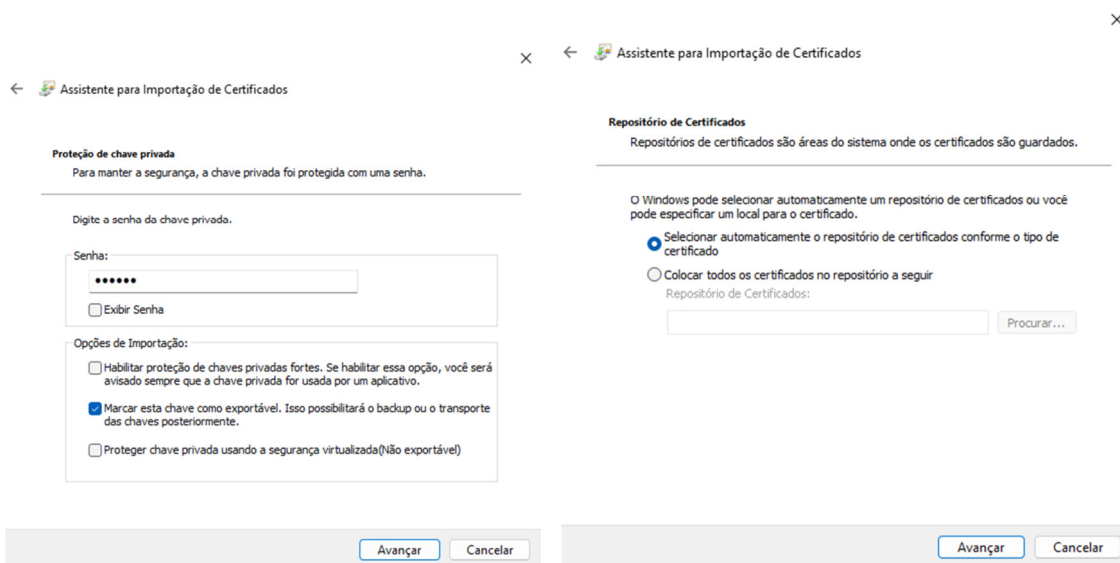 Assistente para Importação de Certificados
Proteção de chave privada
Para manter a segurança, a chave privada foi protegida com uma senha.
Digite a senha da chave privada.
Senha:
••••••
Exibir Senha
Opções de Importação:
Habilitar proteção de chaves privadas fortes. Se habilitar essa opção, você será
avisado sempre que a chave privada for usada por um aplicativo.
Marcar esta chave como exportável. Isso possibilitará o backup ou o transporte
das chaves posteriormente.
Proteger chave privada usando a segurança virtualizada(Não exportável)
Avançar
Cancelar
Assistente para Importação de Certificados
Repositório de Certificados
Repositórios de certificados são áreas do sistema onde os certificados são guardados.
O Windows pode selecionar automaticamente um repositório de certificados ou você
pode especificar um local para o certificado.
Selecionar automaticamente o repositório de certificados conforme o tipo de
certificado
Colocar todos os certificados no repositório a seguir
Repositório de Certificados:
Procurar...
Avançar
Cancelar